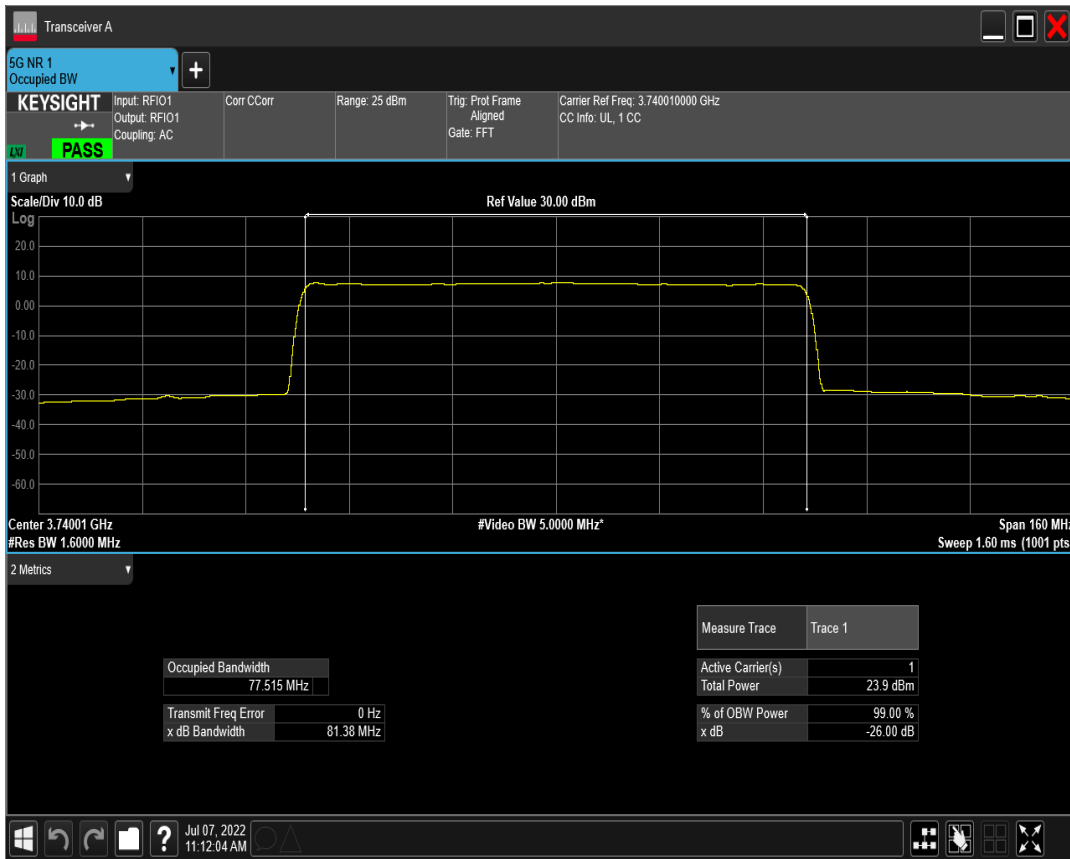 Transceiver A
5G NR 1
Occupied BW
KEYSIGHT
LXI
PASS
Input: RFIO1
Output: RFIO1
Coupling: AC
Corr CCorr
Range: 25 dBm
Trig: Prot Frame
Aligned
Gate: FFT
Carrier Ref Freq: 3.740010000 GHz
CC Info: UL, 1 CC
1 Graph
Scale/Div 10.0 dB
Ref Value 30.00 dBm
Log
20.0
10.0
0.00
-10.0
-20.0
-30.0
-40.0
-50.0
-60.0
Center 3.74001 GHz
#Video BW 5.0000 MHz*
Span 160 MHz
#Res BW 1.6000 MHz
Sweep 1.60 ms (1001 pts
2 Metrics
Measure Trace Trace 1
Occupied Bandwidth
77.515 MHz
Active Carrier(s) 1
Total Power 23.9 dBm
Transmit Freq Error 0 Hz
x dB Bandwidth 81.38 MHz
% of OBW Power 99.00 %
x dB -26.00 dB
?
Jul 07, 2022
11:12:04 AM